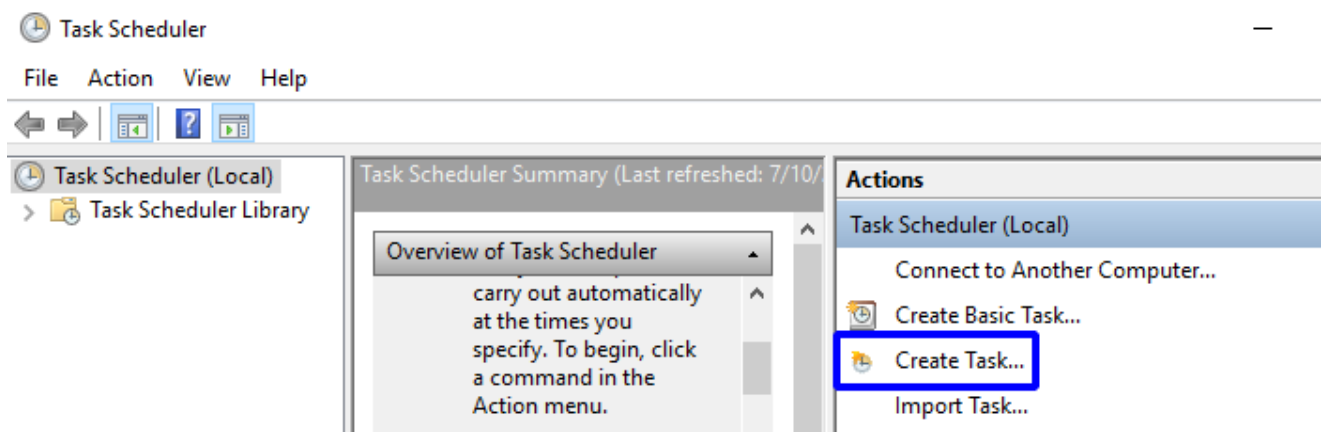 Task Scheduler
File Action View Help
Task Scheduler (Local)
Task Scheduler Library
Task Scheduler Summary (Last refreshed: 7/10/
Overview of Task Scheduler
carry out automatically
at the times you
specify. To begin, click
a command in the
Action menu.
Actions
Task Scheduler (Local)
Connect to Another Computer...
Create Basic Task...
Create Task...
Import Task...